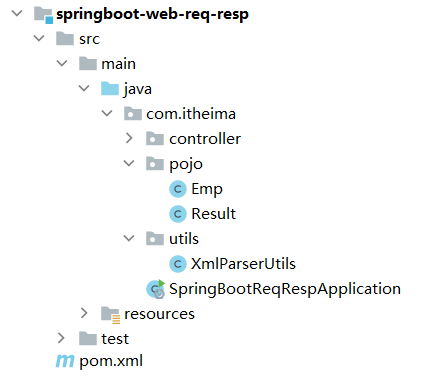 springboot-web-req-resp
src
main
java
com.itheima
controller
pojo
Emp
Result
utils
XmlParserUtils
SpringBootReqRespApplication
resources
test
pom.xml